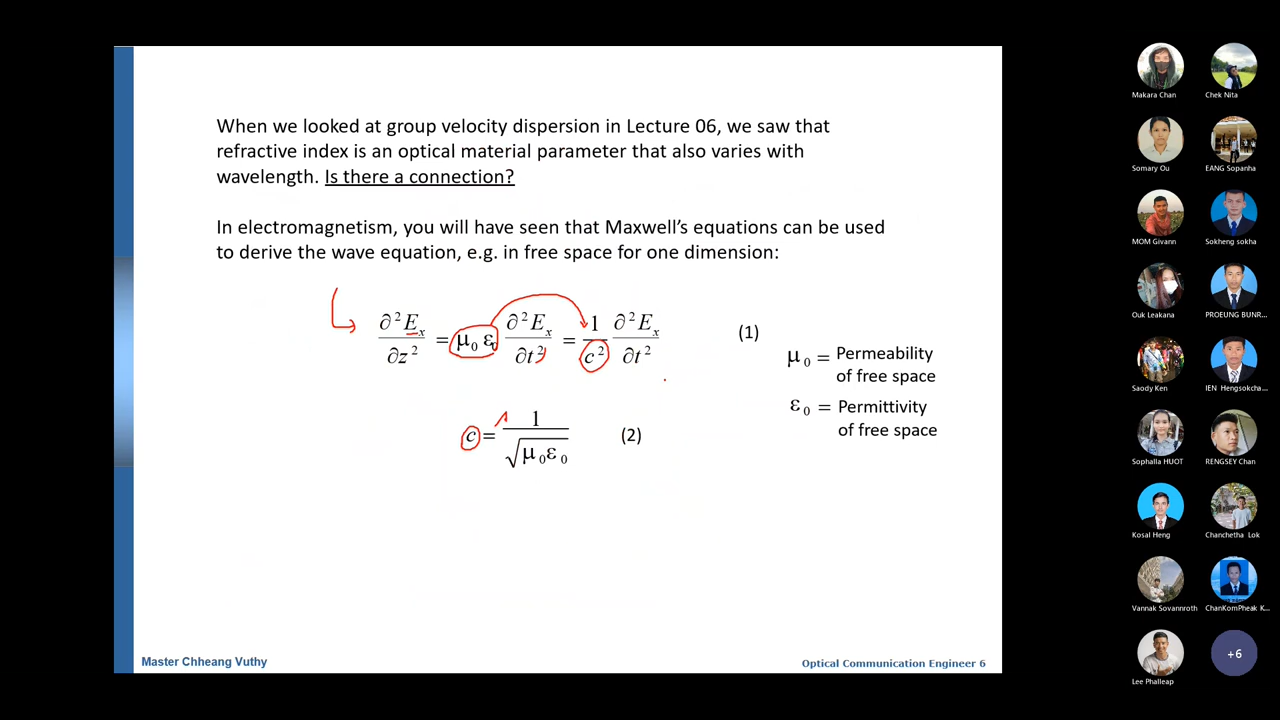 When we looked at group velocity dispersion in Lecture 06, we saw that
refractive index is an optical material parameter that also varies with
wavelength. Is there a connection?
In electromagnetism, you will have seen that Maxwell’s equations can be used
to derive the wave equation, e.g. in free space for one dimension:
∂²Eₓ/∂z² = μ₀ ε₀ ∂²Eₓ/∂t² = 1/c² ∂²Eₓ/∂t² (1)
c = 1/√μ₀ε₀ (2)
μ₀ = Permeability
of free space
ε₀ = Permittivity
of free space
Master Chheang Vuthy
Optical Communication Engineer 6
Makara Chan
Chek Nita
Somary Ou
EANG Sopanha
MOM Givann
Sokheng sokha
Ouk Leakana
PROEUNG BUNR...
Saody Ken
IEN Hengsokcha...
Sophalla HUOT
RENGSEY Chan
Kosal Heng
Chanchetha Lok
Vannak Sovannroth
ChanKomPheak K...
Lee Phalleap
+6